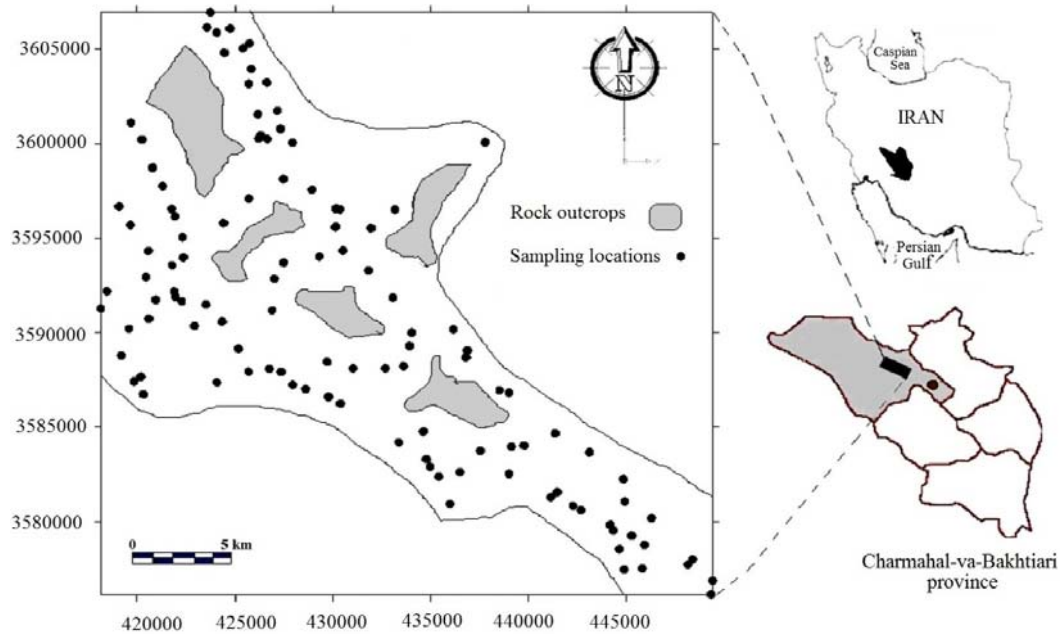 3605000
3600000
3595000
3590000
3585000
3580000
420000
425000
430000
435000
440000
445000
N
Rock outcrops
Sampling locations
0 5 km
Caspian
Sea
IRAN
Persian
Gulf
Charmahal-va-Bakhtiari
province